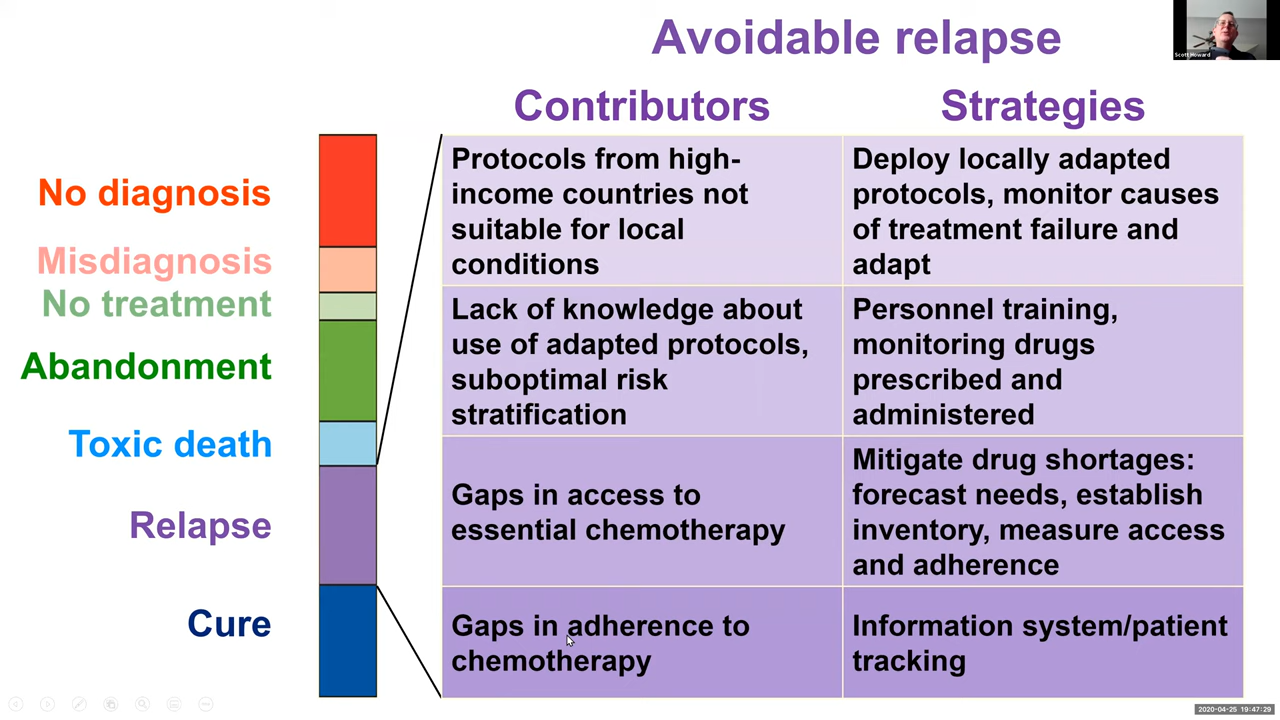 Avoidable relapse
Scott Howard
Contributors
Strategies
No diagnosis
Misdiagnosis
No treatment
Abandonment
Toxic death
Relapse
Cure
Protocols from high-
income countries not
suitable for local
conditions
Deploy locally adapted
protocols, monitor causes
of treatment failure and
adapt
Lack of knowledge about
use of adapted protocols,
suboptimal risk
stratification
Personnel training,
monitoring drugs
prescribed and
administered
Gaps in access to
essential chemotherapy
Mitigate drug shortages:
forecast needs, establish
inventory, measure access
and adherence
Gaps in adherence to
chemotherapy
Information system/patient
tracking
2020-04-25 19:47:29